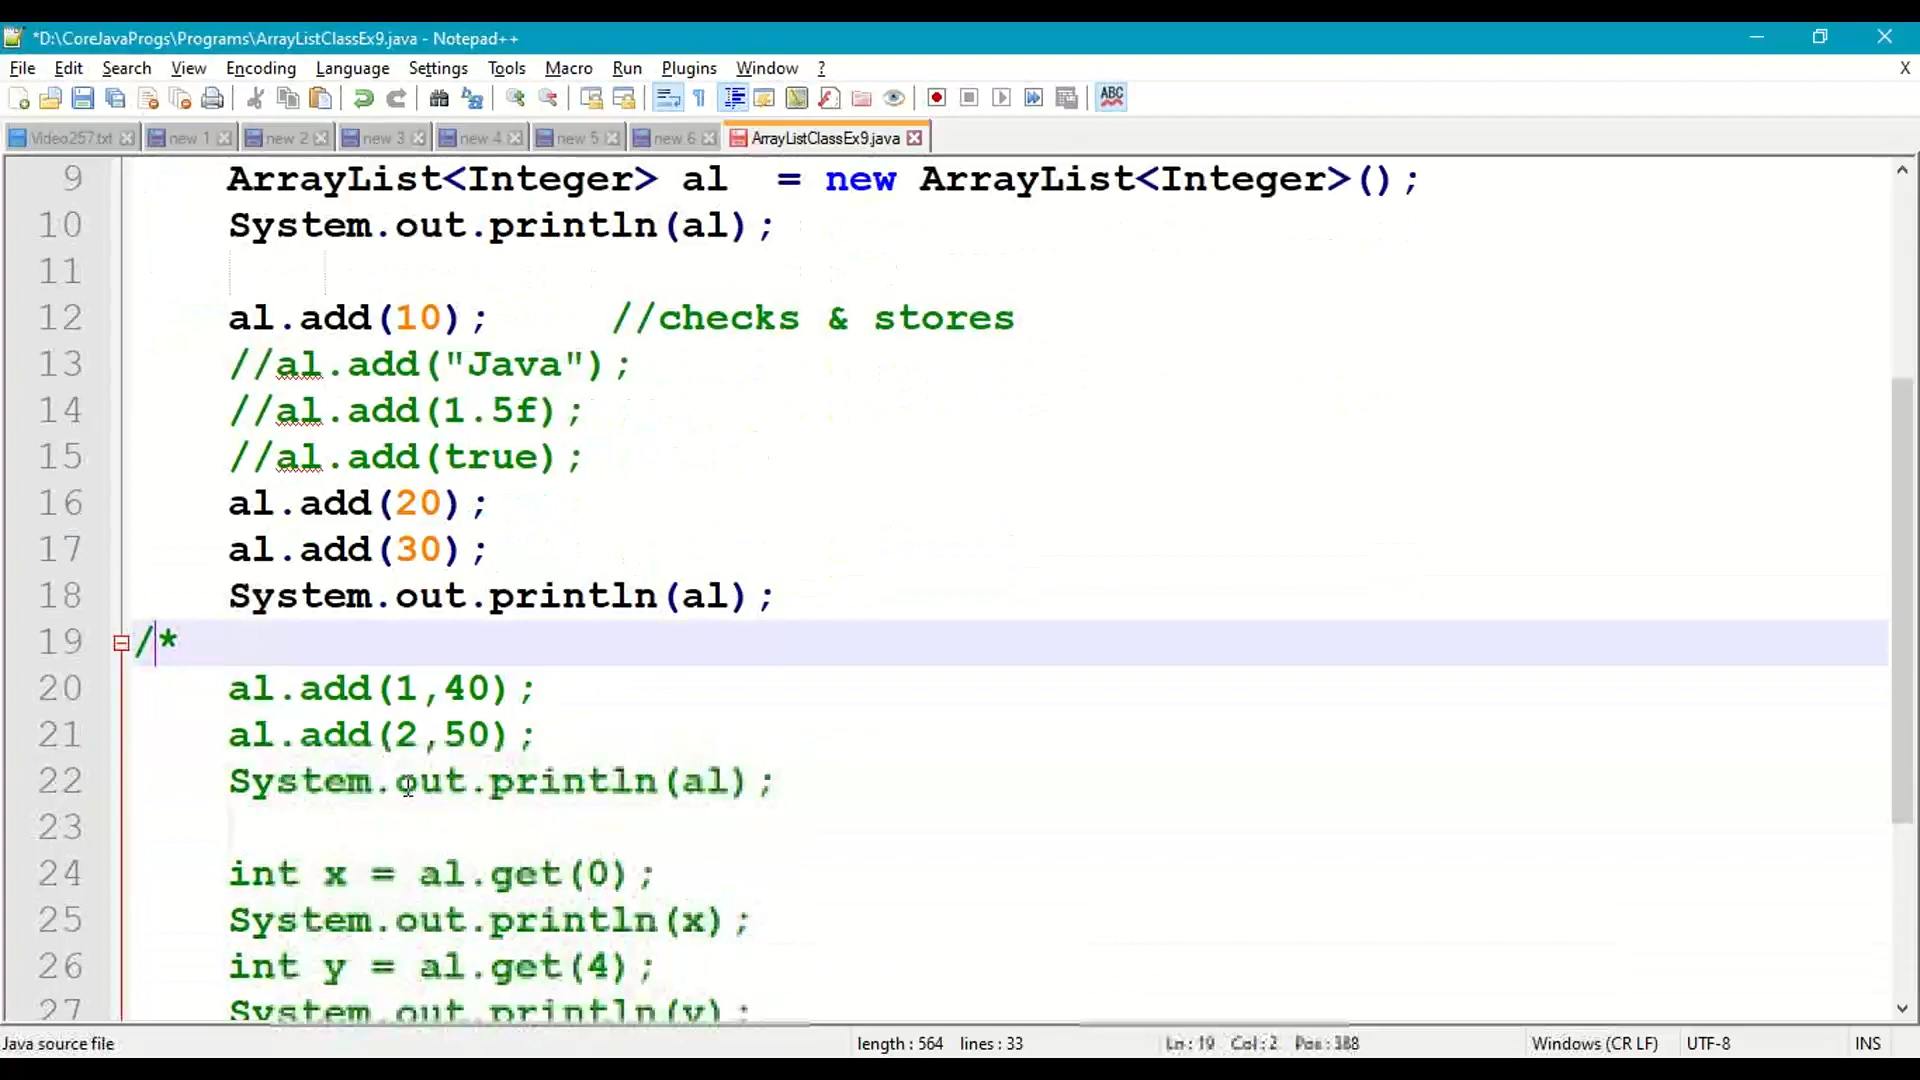 *D:\CoreJavaProgs\Programs\ArrayListClassEx9.java - Notepad++
File Edit Search View Encoding Language Settings Tools Macro Run Plugins Window ? X
ABC
Video257.txt new 1 new 2 new 3 new 4 new 5 new 6 ArrayListClassEx9.java
9 ArrayList<Integer> al = new ArrayList<Integer>();
10 System.out.println(al);
11
12 al.add(10); //checks & stores
13 //al.add("Java");
14 //al.add(1.5f);
15 //al.add(true);
16 al.add(20);
17 al.add(30);
18 System.out.println(al);
19 /*
20 al.add(1,40);
21 al.add(2,50);
22 System.out.println(al);
23
24 int x = al.get(0);
25 System.out.println(x);
26 int y = al.get(4);
27 System.out.println(y);
Java source file length : 564 lines : 33 Ln : 19 Col : 2 Pos : 388 Windows (CR LF) UTF-8 INS